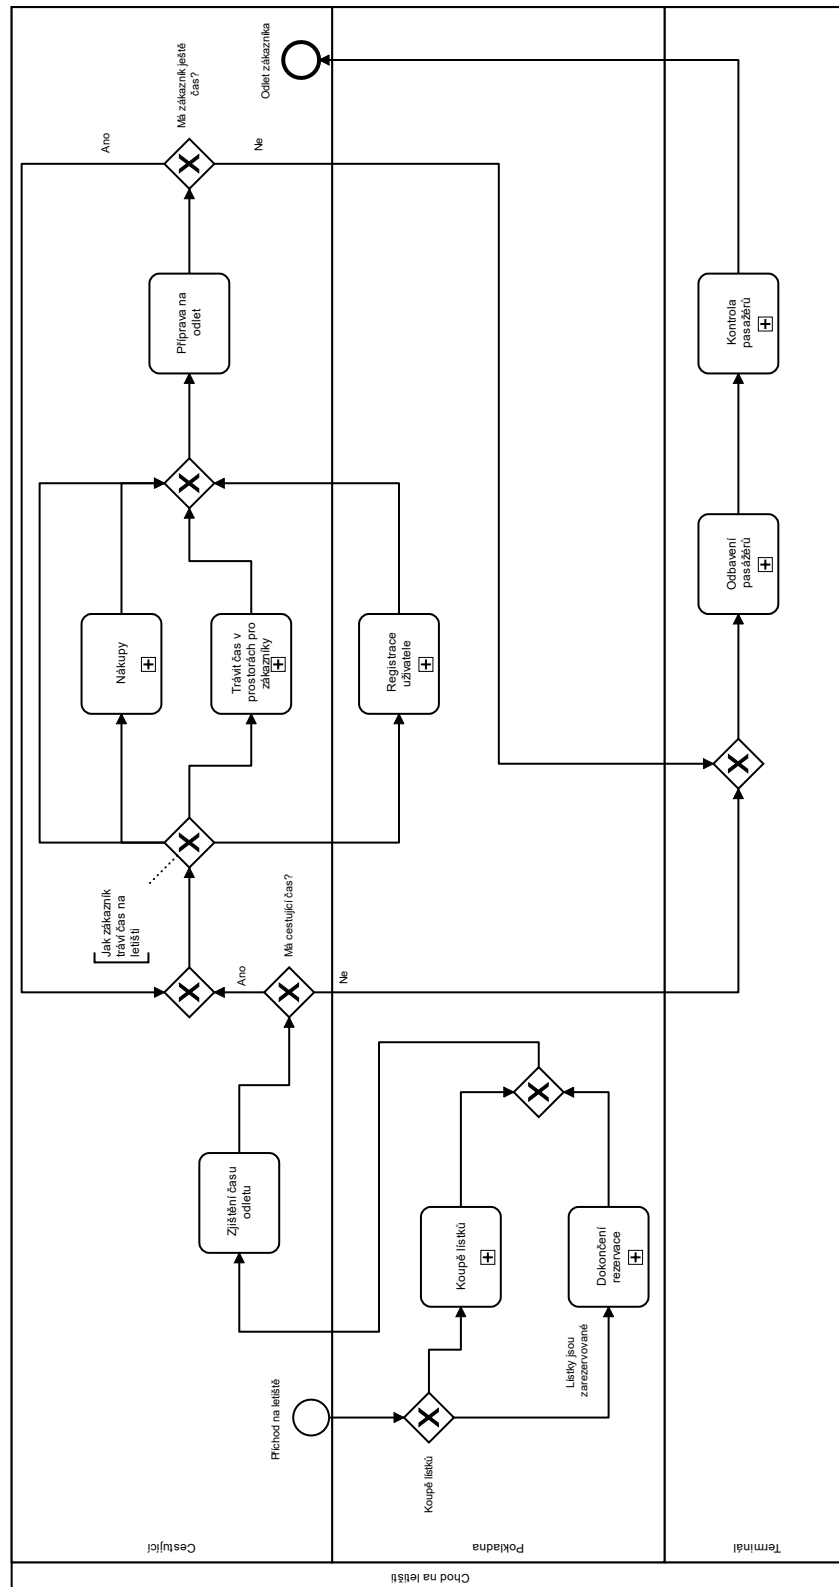 Chod na letišti
Cestující
Pokladna
Terminál
Příchod na letiště
Koupě lístků
Lístky jsou
zarezervované
Koupě lístků
Dokončení
rezervace
Zjištění času
odletu
Má cestující čas?
Ano
Ne
Jak zákazník
tráví čas na
letišti
Nákupy
Trávit čas v
prostorách pro
zákazníky
Registrace
uživatele
Příprava na
odlet
Má zákazník ještě
čas?
Ano
Ne
Odbavení
pasážérů
Kontrola
pasažérů
Odlet zákazníka